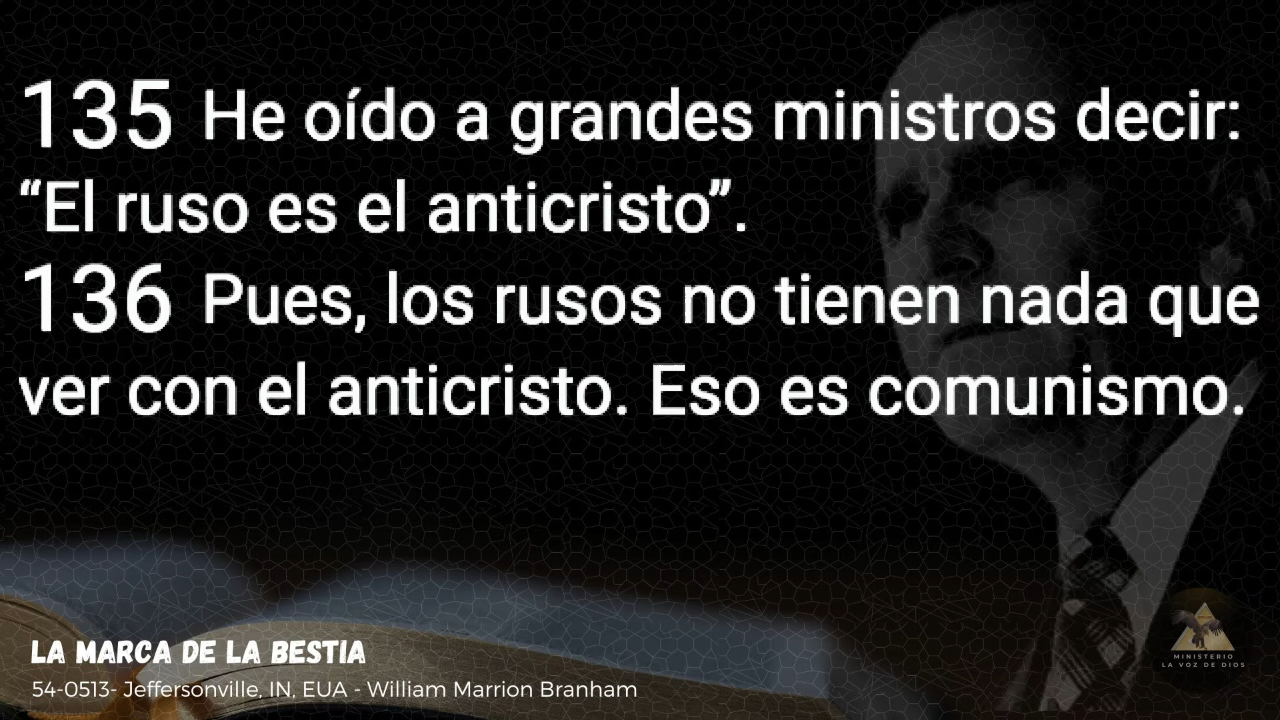 135 He oído a grandes ministros decir:
“El ruso es el anticristo”.
136 Pues, los rusos no tienen nada que
ver con el anticristo. Eso es comunismo.
LA MARCA DE LA BESTIA
54-0513- Jeffersonville, IN, EUA - William Marrion Branham
MINISTERIO
LA VOZ DE DIOS